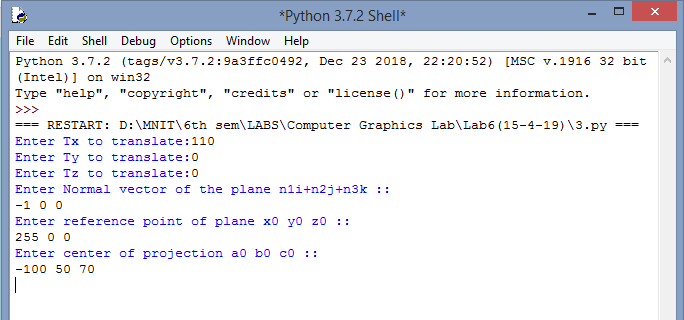 *Python 3.7.2 Shell*
File Edit Shell Debug Options Window Help
Python 3.7.2 (tags/v3.7.2:9a3ffc0492, Dec 23 2018, 22:20:52) [MSC v.1916 32 bit
(Intel)] on win32
Type "help", "copyright", "credits" or "license()" for more information.
>>>
=== RESTART: D:\MNIT\6th sem\LABS\Computer Graphics Lab\Lab6(15-4-19)\3.py ===
Enter Tx to translate:110
Enter Ty to translate:0
Enter Tz to translate:0
Enter Normal vector of the plane n1i+n2j+n3k ::
-1 0 0
Enter reference point of plane x0 y0 z0 ::
255 0 0
Enter center of projection a0 b0 c0 ::
-100 50 70